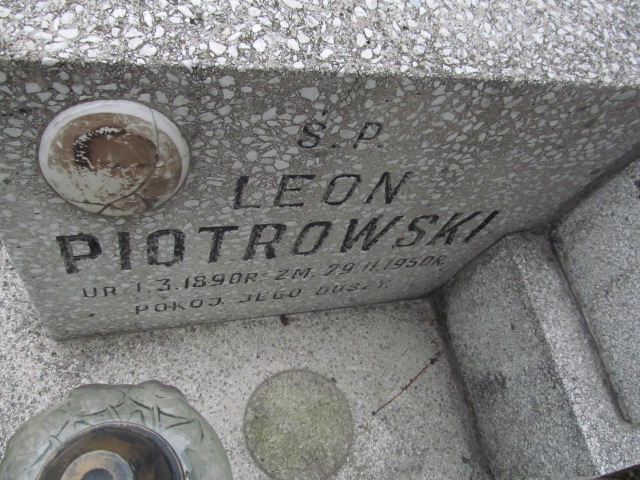 Ś.P.
LEON
PIOTROWSKI
UR 1.3.1890R. ZM. 29.11.1950R.
POKÓJ JEGO DUSZY.